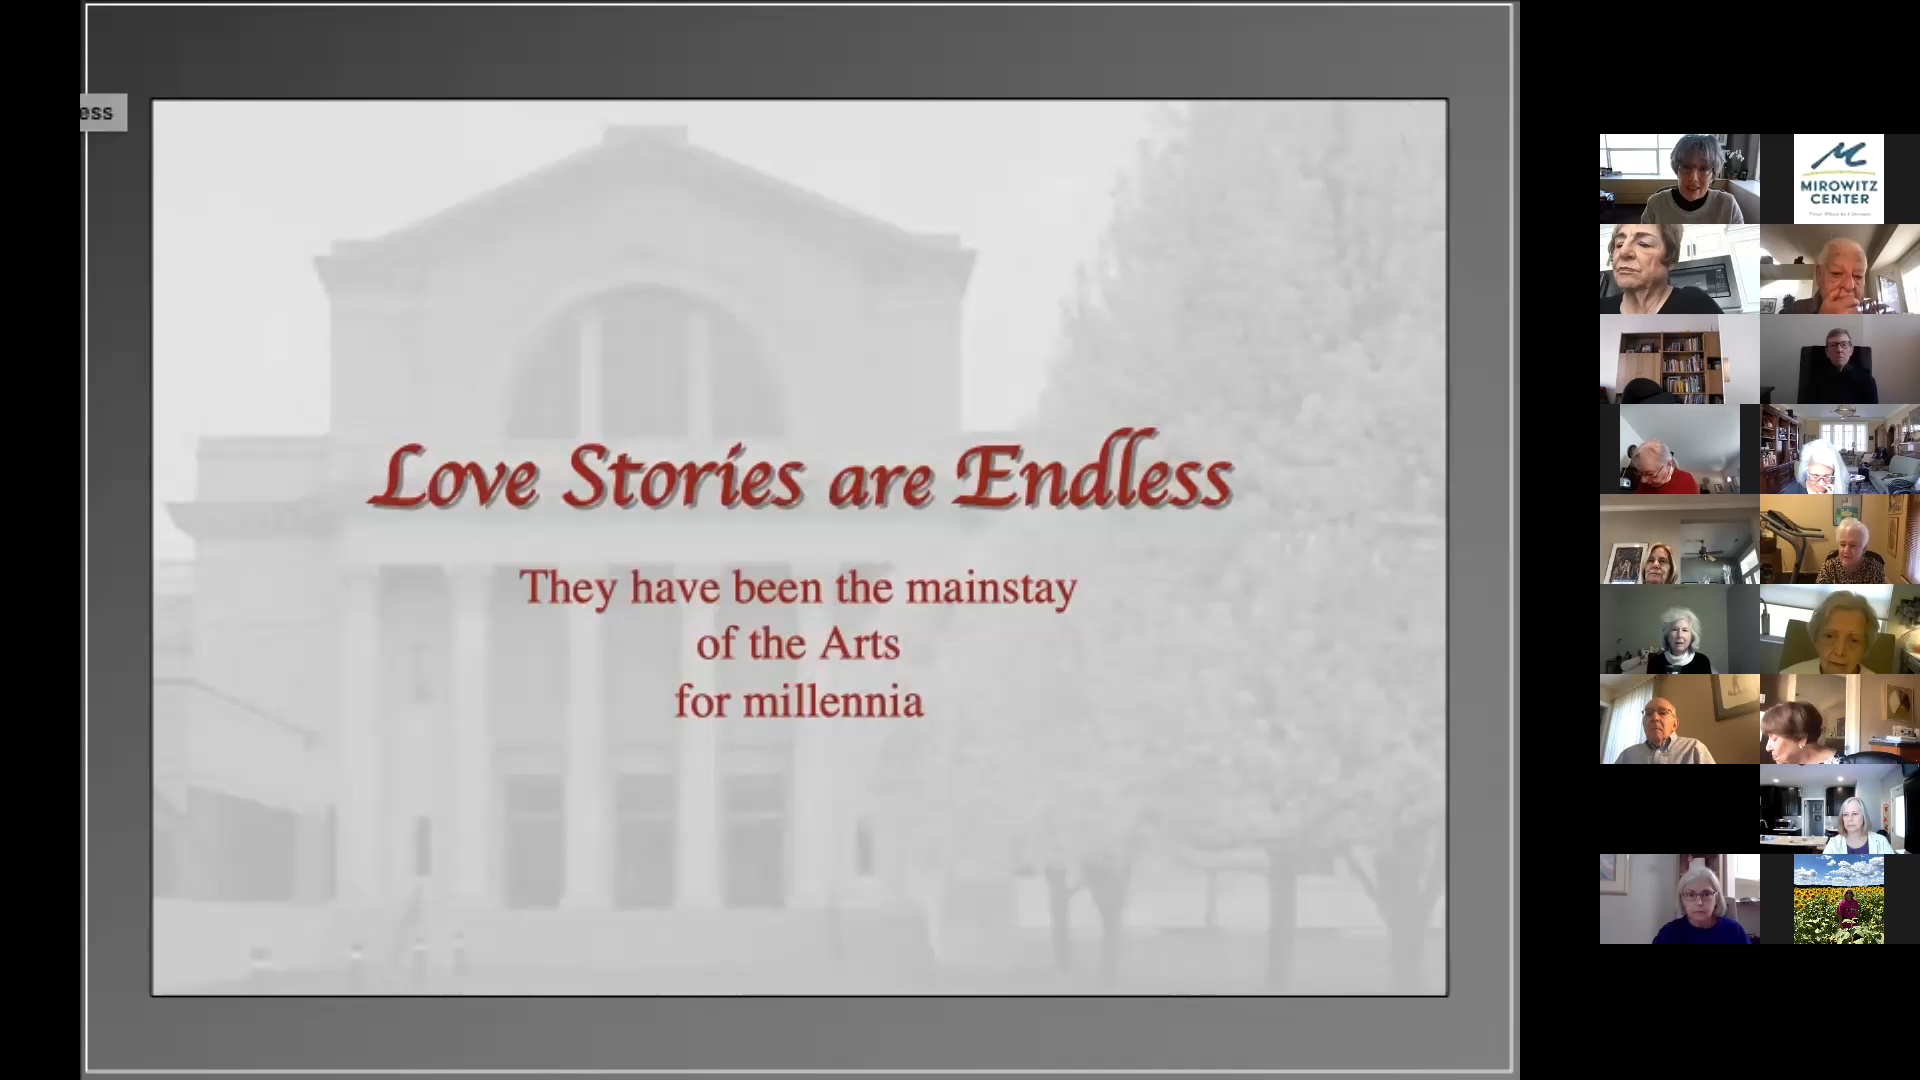 ess
Love Stories are Endless
They have been the mainstay
of the Arts
for millennia
MIROWITZ
CENTER